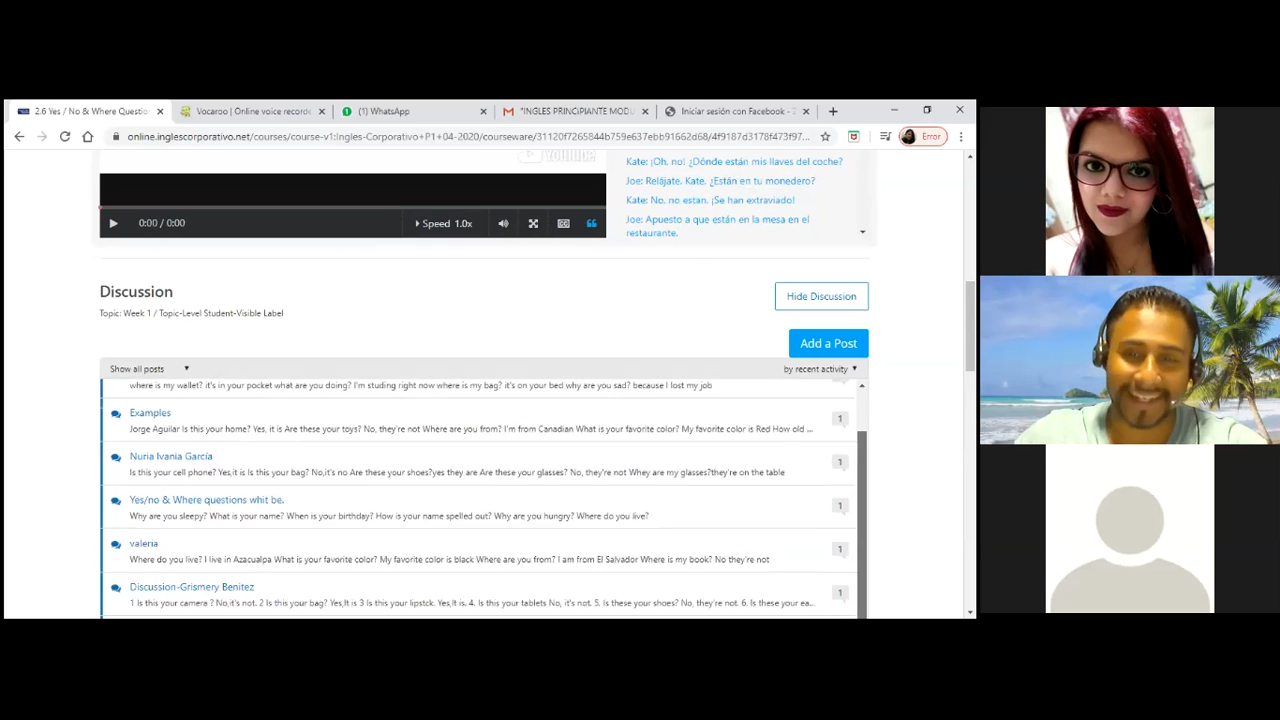 2.6 Yes / No & Where Questio
Vocaroo | Online voice recorde
(1) WhatsApp
"INGLES PRINCIPIANTE MODU
Iniciar sesión con Facebook - Z
online.inglescorporativo.net/courses/course-v1:Ingles-Corporativo+P1+04-2020/courseware/31120f7265844b759e637ebb91662d68/4f9187d3178f473f97...
Error
YouTube
Kate: ¡Oh, no! ¿Dónde están mis llaves del coche?
Joe: Relájate, Kate. ¿Están en tu monedero?
Kate: No, no estan. ¡Se han extraviado!
Joe: Apuesto a que están en la mesa en el
restaurante.
0:00 / 0:00
Speed 1.0x
Discussion
Hide Discussion
Topic: Week 1 / Topic-Level Student-Visible Label
Add a Post
Show all posts
by recent activity
where is my wallet? it's in your pocket what are you doing? I'm studing right now where is my bag? it's on your bed why are you sad? because I lost my job
Examples
1
Jorge Aguilar Is this your home? Yes, it is Are these your toys? No, they're not Where are you from? I'm from Canadian What is your favorite color? My favorite color is Red How old ...
Nuria Ivania García
1
Is this your cell phone? Yes,it is Is this your bag? No,it's no Are these your shoes?yes they are Are these your glasses? No, they're not Whey are my glasses?they're on the table
Yes/no & Where questions whit be.
1
Why are you sleepy? What is your name? When is your birthday? How is your name spelled out? Why are you hungry? Where do you live?
valeria
1
Where do you live? I live in Azacualpa What is your favorite color? My favorite color is black Where are you from? I am from El Salvador Where is my book? No they're not
Discussion-Grismery Benitez
1
1 Is this your camera ? No,it's not. 2 Is this your bag? Yes,It is 3 Is this your lipstck. Yes,It is. 4. Is this your tablets No, it's not. 5. Is these your shoes? No, they're not. 6. Is these your ea...